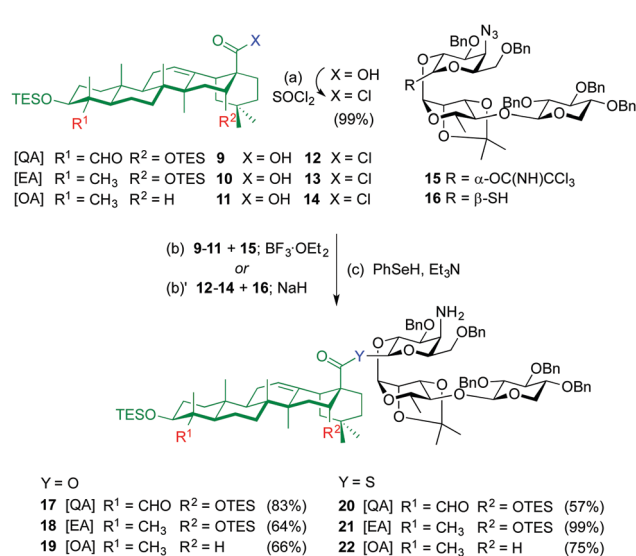 O X
(a) X = OH
SOCl2 X = Cl
(99%)
TESO
R1 R2
[QA] R1 = CHO R2 = OTES 9 X = OH 12 X = Cl
[EA] R1 = CH3 R2 = OTES 10 X = OH 13 X = Cl
[OA] R1 = CH3 R2 = H 11 X = OH 14 X = Cl
BnO N3
O O OBn
R
O O O BnO OBn
O O O O OBn
15 R = α-OC(NH)CCl3
16 R = β-SH
(b) 9-11 + 15; BF3·OEt2
or
(b)' 12-14 + 16; NaH
(c) PhSeH, Et3N
BnO NH2
O Y O O OBn
O O O BnO OBn
O O O O OBn
TESO
R1 R2
Y = O
17 [QA] R1 = CHO R2 = OTES (83%)
18 [EA] R1 = CH3 R2 = OTES (64%)
19 [OA] R1 = CH3 R2 = H (66%)
Y = S
20 [QA] R1 = CHO R2 = OTES (57%)
21 [EA] R1 = CH3 R2 = OTES (99%)
22 [OA] R1 = CH3 R2 = H (75%)